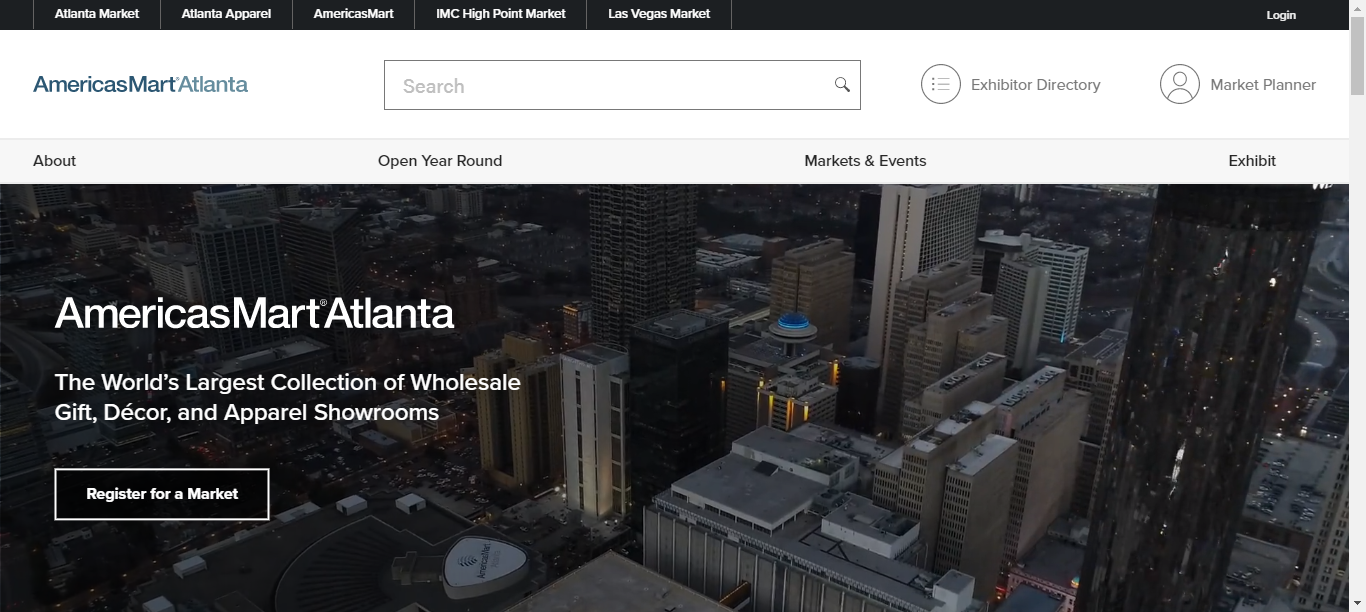 Atlanta Market Atlanta Apparel AmericasMart IMC High Point Market Las Vegas Market Login
AmericasMart®Atlanta Search Exhibitor Directory Market Planner
About Open Year Round Markets & Events Exhibit
AmericasMart®Atlanta
The World's Largest Collection of Wholesale
Gift, Décor, and Apparel Showrooms
Register for a Market
AmericasMart